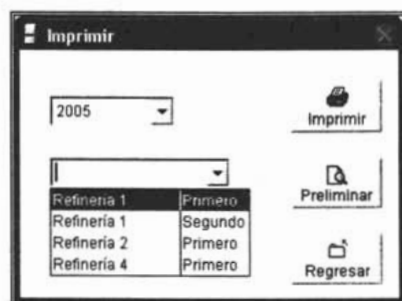 Imprimir
2005
Imprimir
Refinería 1 Primero
Refinería 1 Segundo
Refinería 2 Primero
Refinería 4 Primero
Preliminar
Regresar